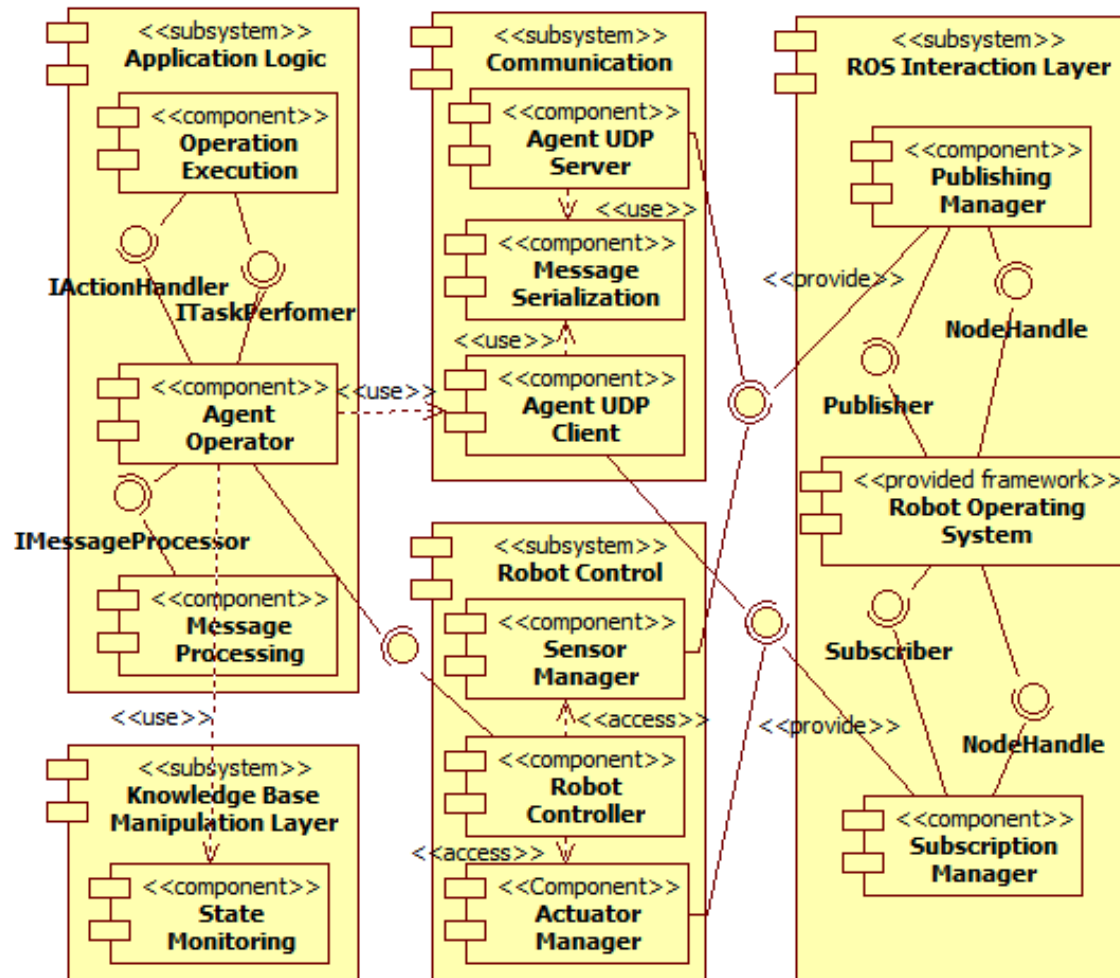 <<subsystem>>
Application Logic
<<component>>
Operation
Execution
IActionHandler
ITaskPerfomer
<<component>>
Agent
Operator
IMessageProcessor
<<component>>
Message
Processing
<<use>>
<<subsystem>>
Knowledge Base
Manipulation Layer
<<component>>
State
Monitoring
<<use>>
<<subsystem>>
Communication
<<component>>
Agent UDP
Server
<<use>>
<<component>>
Message
Serialization
<<use>>
<<component>>
Agent UDP
Client
<<subsystem>>
Robot Control
<<component>>
Sensor
Manager
<<access>>
<<component>>
Robot
Controller
<<access>>
<<Component>>
Actuator
Manager
<<subsystem>>
ROS Interaction Layer
<<component>>
Publishing
Manager
<<provide>>
NodeHandle
Publisher
<<provided framework>>
Robot Operating
System
Subscriber
<<provide>>
NodeHandle
<<component>>
Subscription
Manager